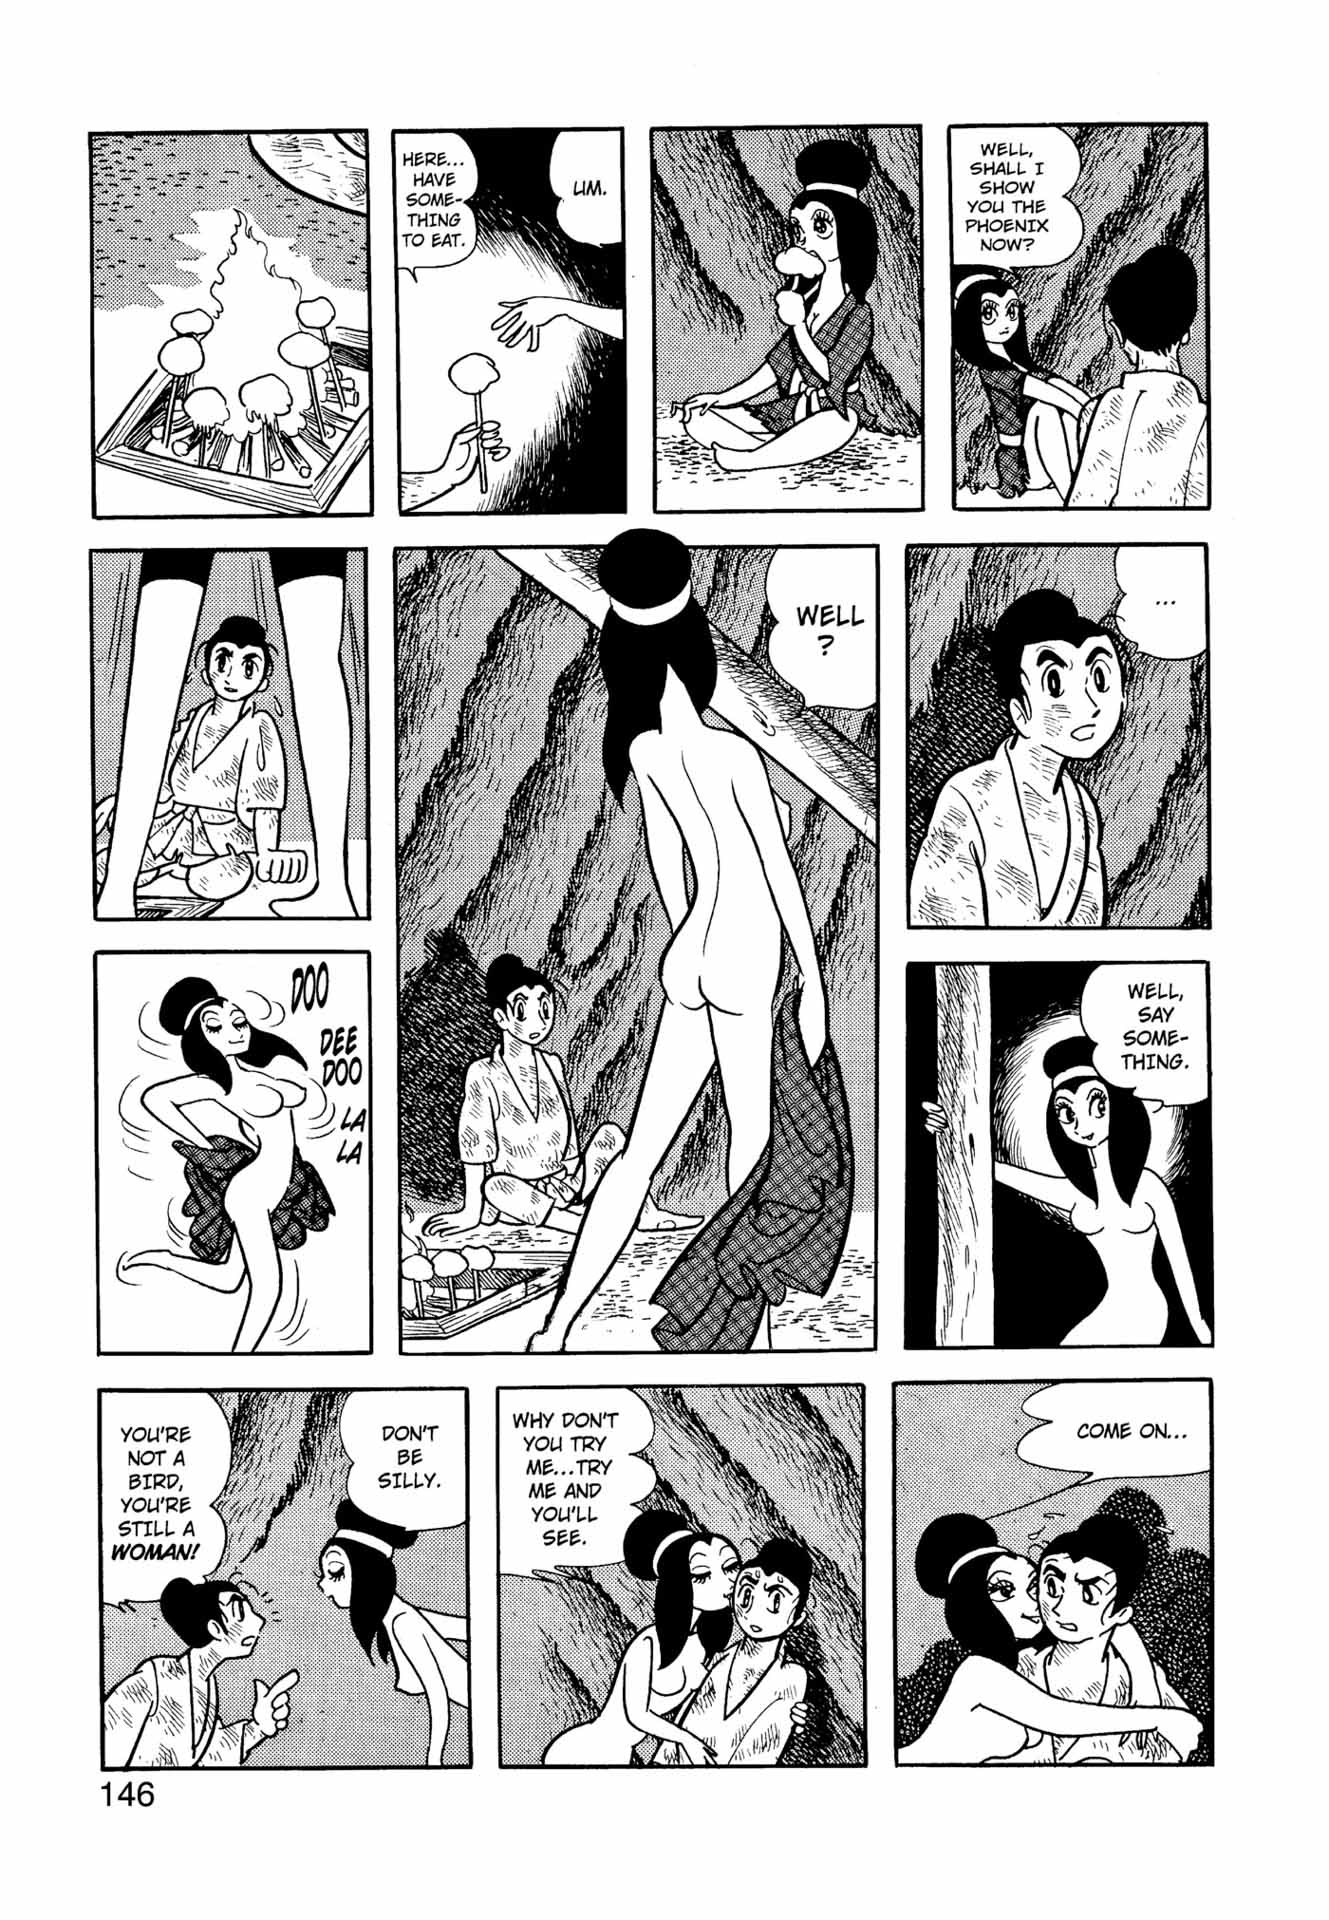 HERE...
HAVE
SOME-
THING
TO EAT.
UM.
WELL,
SHALL I
SHOW
YOU THE
PHOENIX
NOW?
DOO
DEE
DOO
LA
LA
WELL
?
...
WELL,
SAY
SOME-
THING.
YOU'RE
NOT A
BIRD,
YOU'RE
STILL A
WOMAN!
DON'T
BE
SILLY.
WHY DON'T
YOU TRY
ME...TRY
ME AND
YOU'LL
SEE.
COME ON...
146